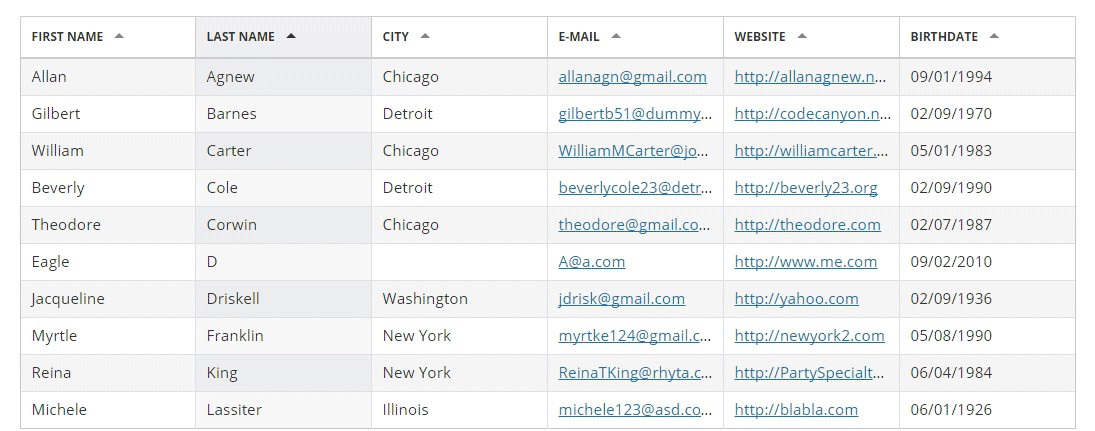 FIRST NAME LAST NAME CITY E-MAIL WEBSITE BIRTHDATE
Allan Agnew Chicago allanagn@gmail.com http://allanagnew.n... 09/01/1994
Gilbert Barnes Detroit gilbertb51@dummy... http://codecanyon.n... 02/09/1970
William Carter Chicago WilliamMCarter@jo... http://williamcarter.... 05/01/1983
Beverly Cole Detroit beverlycole23@detr... http://beverly23.org 02/09/1990
Theodore Corwin Chicago theodore@gmail.co... http://theodore.com 02/07/1987
Eagle D A@a.com http://www.me.com 09/02/2010
Jacqueline Driskell Washington jdrisk@gmail.com http://yahoo.com 02/09/1936
Myrtle Franklin New York myrtke124@gmail.c... http://newyork2.com 05/08/1990
Reina King New York ReinaTKing@rhyta.c... http://PartySpecialt... 06/04/1984
Michele Lassiter Illinois michele123@asd.co... http://blabla.com 06/01/1926